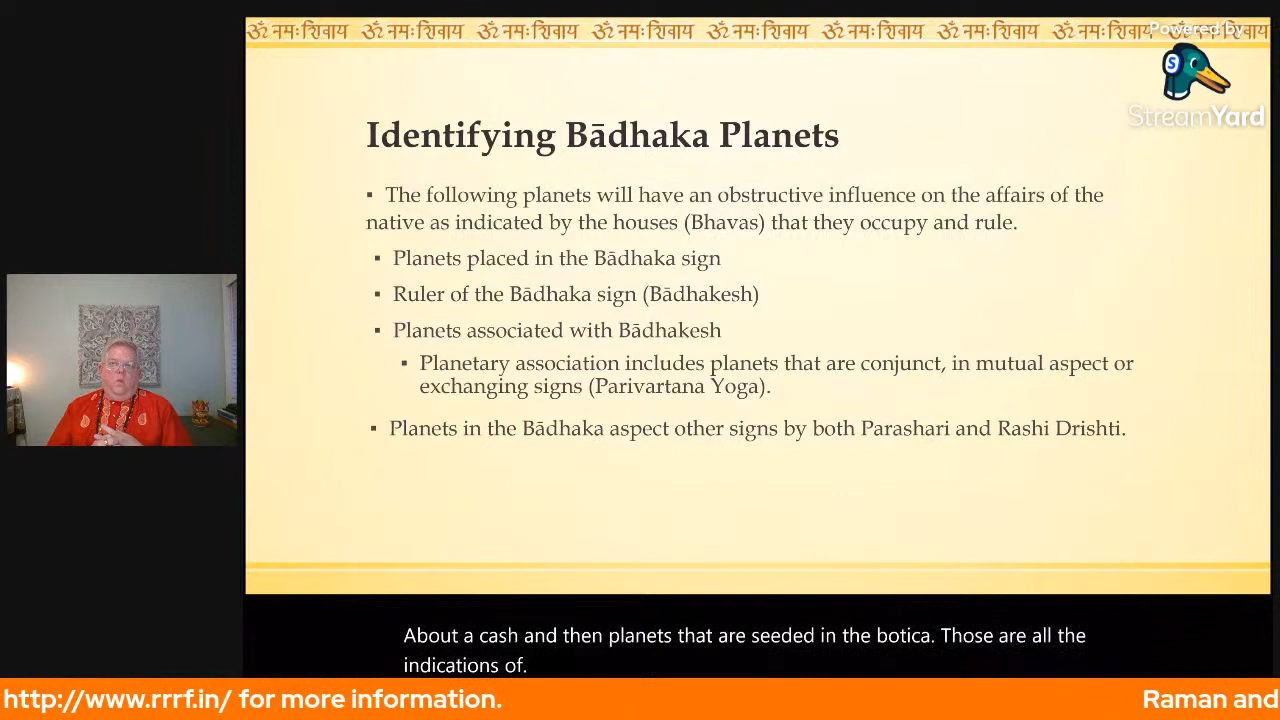 ॐ नमः शिवाय ॐ नमः शिवाय ॐ नमः शिवाय ॐ नमः शिवाय ॐ नमः शिवाय ॐ नमः शिवाय ॐ नमः शिवाय ॐ नमः शिवाय ॐ नमः शिवाय
Powered by
S
StreamYard
Identifying Bādhaka Planets
▪ The following planets will have an obstructive influence on the affairs of the
native as indicated by the houses (Bhavas) that they occupy and rule.
▪ Planets placed in the Bādhaka sign
▪ Ruler of the Bādhaka sign (Bādhakesh)
▪ Planets associated with Bādhakesh
▪ Planetary association includes planets that are conjunct, in mutual aspect or
exchanging signs (Parivartana Yoga).
▪ Planets in the Bādhaka aspect other signs by both Parashari and Rashi Drishti.
About a cash and then planets that are seeded in the botica. Those are all the
indications of.
http://www.rrrf.in/ for more information. Raman and